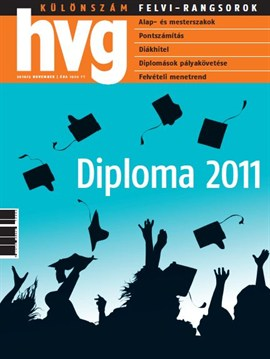 KÜLÖNSZÁM FELVI-RANGSOROK
hvg
Alap- és mesterszakok
Pontszámítás
Diákhitel
Diplomások pályakövetése
Felvételi menetrend
Diploma 2011